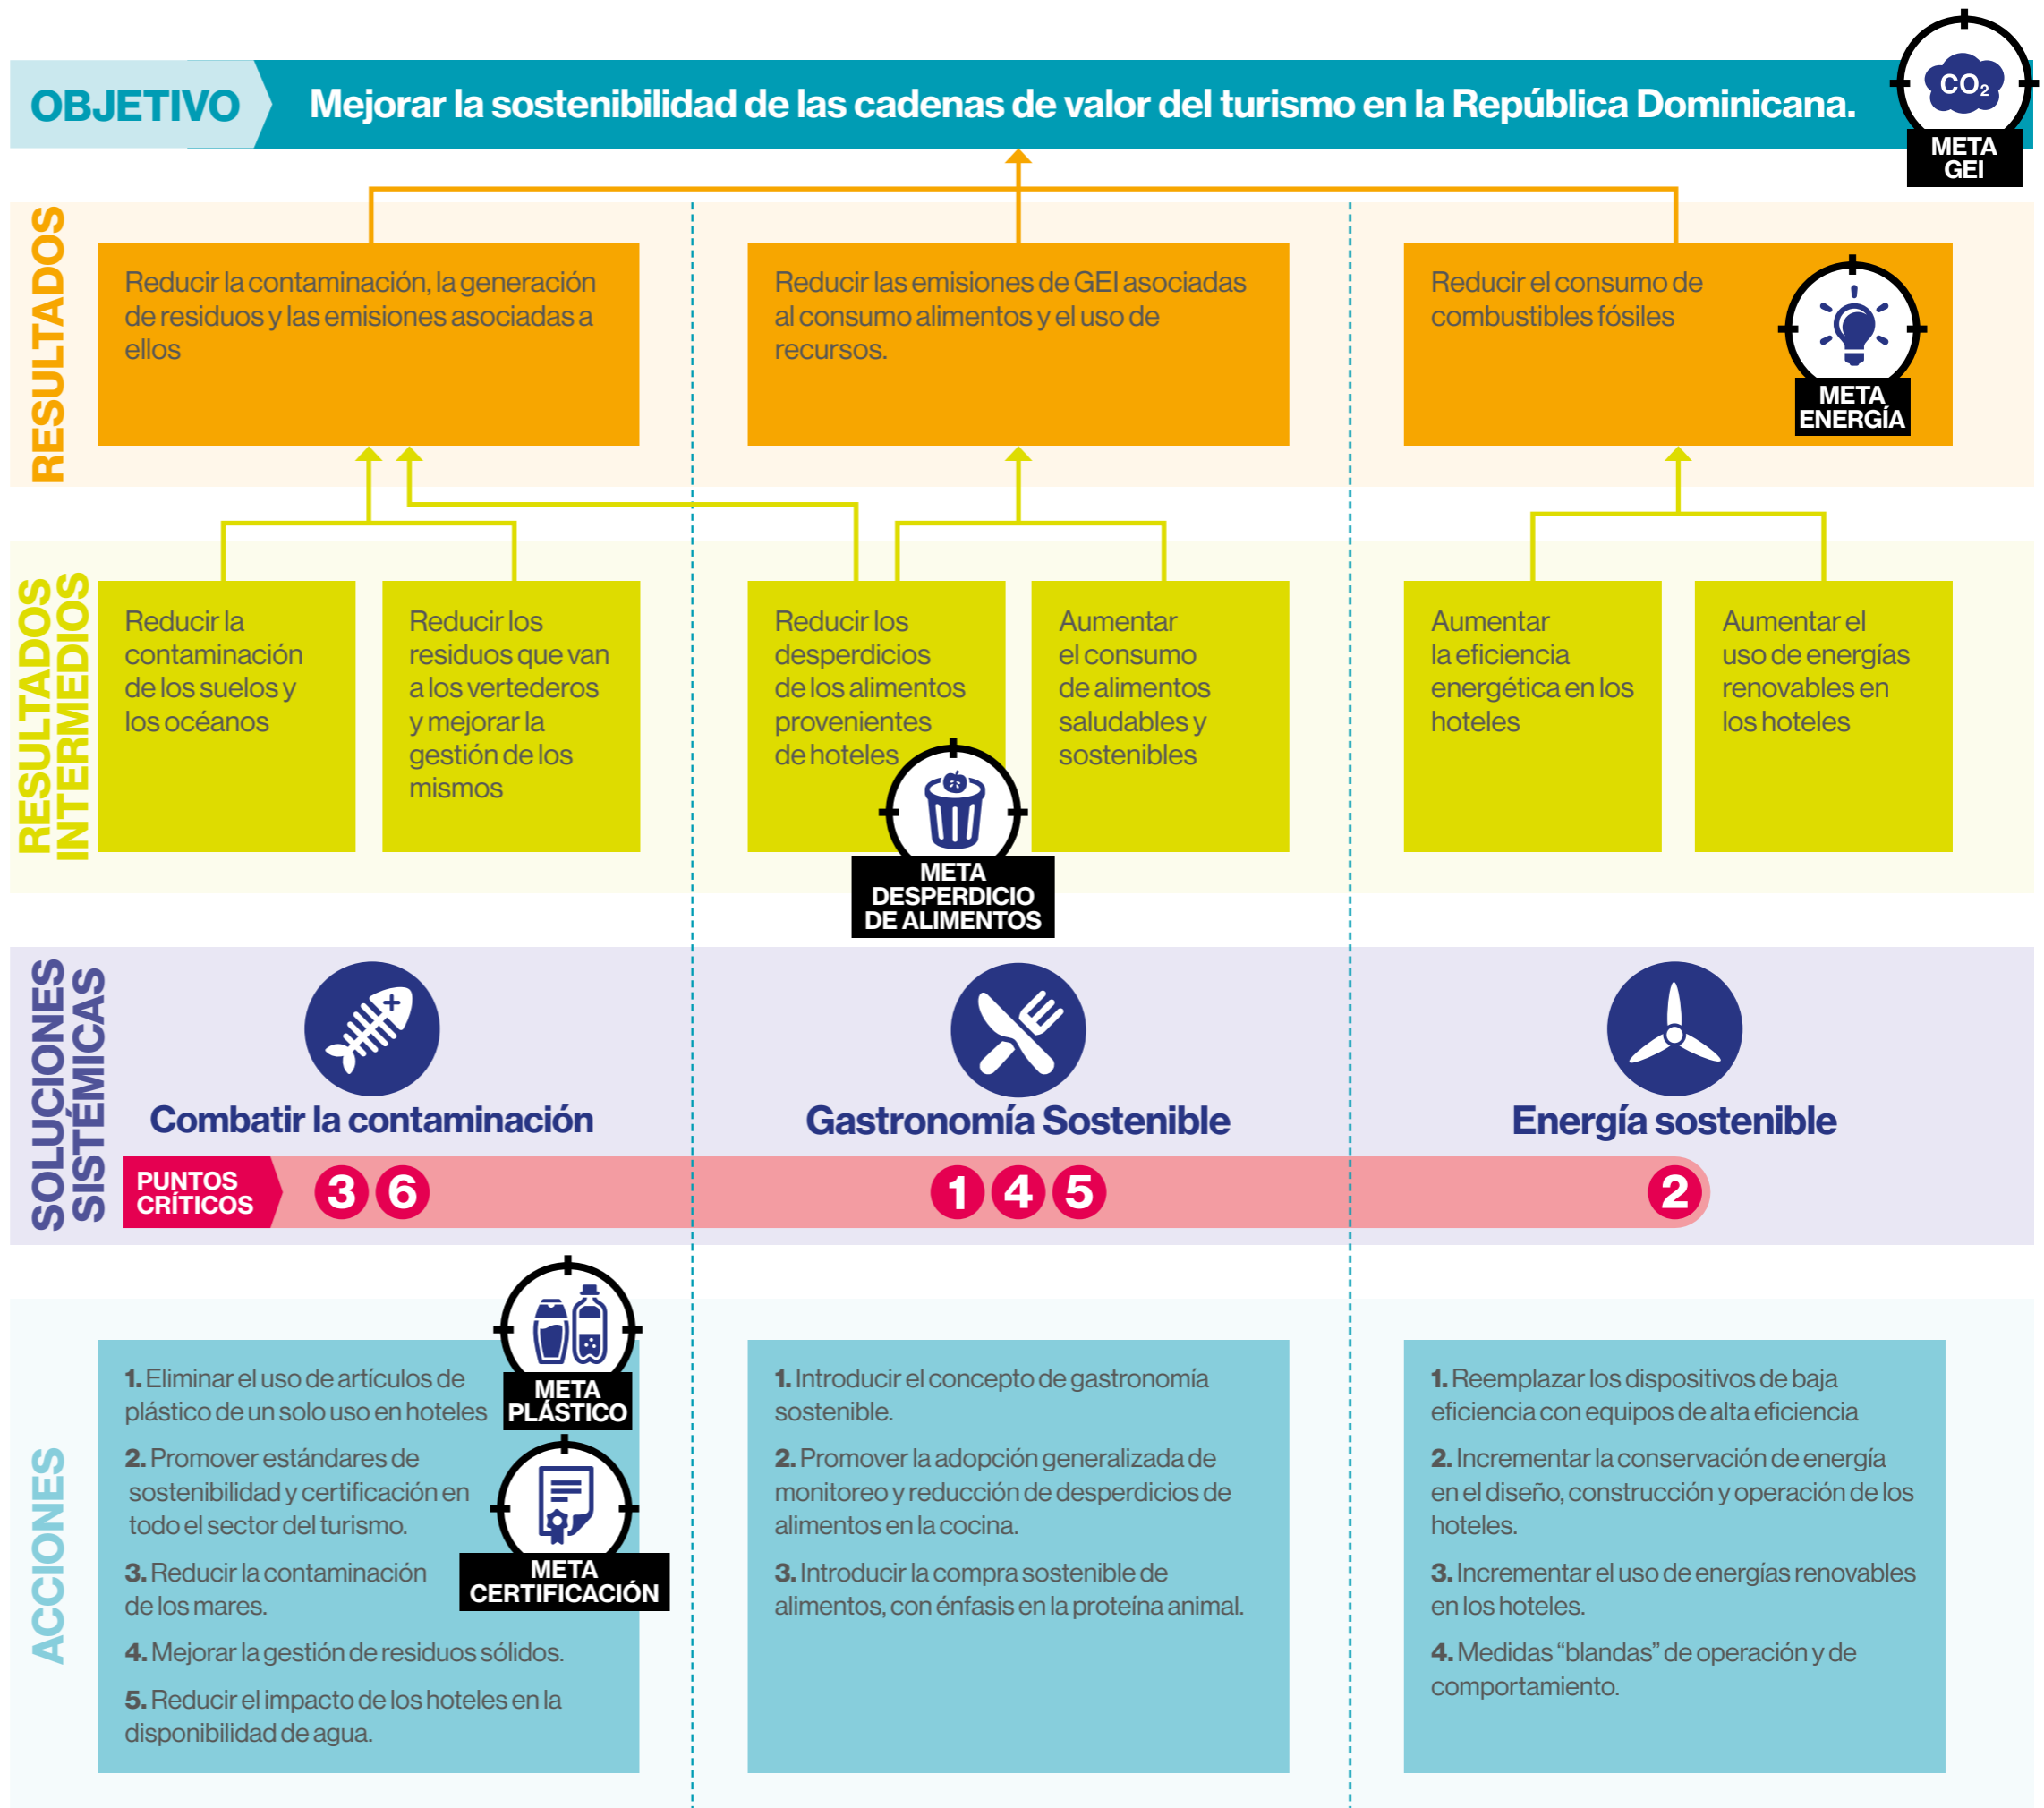 OBJETIVO
Mejorar la sostenibilidad de las cadenas de valor del turismo en la República Dominicana.
CO₂
META
GEI
RESULTADOS
Reducir la contaminación, la generación
de residuos y las emisiones asociadas a
ellos
Reducir las emisiones de GEI asociadas
al consumo alimentos y el uso de
recursos.
Reducir el consumo de
combustibles fósiles
META
ENERGÍA
RESULTADOS
INTERMEDIOS
Reducir la
contaminación
de los suelos y
los océanos
Reducir los
residuos que van
a los vertederos
y mejorar la
gestión de los
mismos
Reducir los
desperdicios
de los alimentos
provenientes
de hoteles
META
DESPERDICIO
DE ALIMENTOS
Aumentar
el consumo
de alimentos
saludables y
sostenibles
Aumentar
la eficiencia
energética en los
hoteles
Aumentar el
uso de energías
renovables en
los hoteles
SOLUCIONES
SISTÉMICAS
Combatir la contaminación
Gastronomía Sostenible
Energía sostenible
PUNTOS
CRÍTICOS
3 6
1 4 5
2
ACCIONES
1. Eliminar el uso de artículos de
plástico de un solo uso en hoteles
2. Promover estándares de
sostenibilidad y certificación en
todo el sector del turismo.
3. Reducir la contaminación
de los mares.
4. Mejorar la gestión de residuos sólidos.
5. Reducir el impacto de los hoteles en la
disponibilidad de agua.
META
PLÁSTICO
META
CERTIFICACIÓN
1. Introducir el concepto de gastronomía
sostenible.
2. Promover la adopción generalizada de
monitoreo y reducción de desperdicios de
alimentos en la cocina.
3. Introducir la compra sostenible de
alimentos, con énfasis en la proteína animal.
1. Reemplazar los dispositivos de baja
eficiencia con equipos de alta eficiencia
2. Incrementar la conservación de energía
en el diseño, construcción y operación de los
hoteles.
3. Incrementar el uso de energías renovables
en los hoteles.
4. Medidas “blandas” de operación y de
comportamiento.